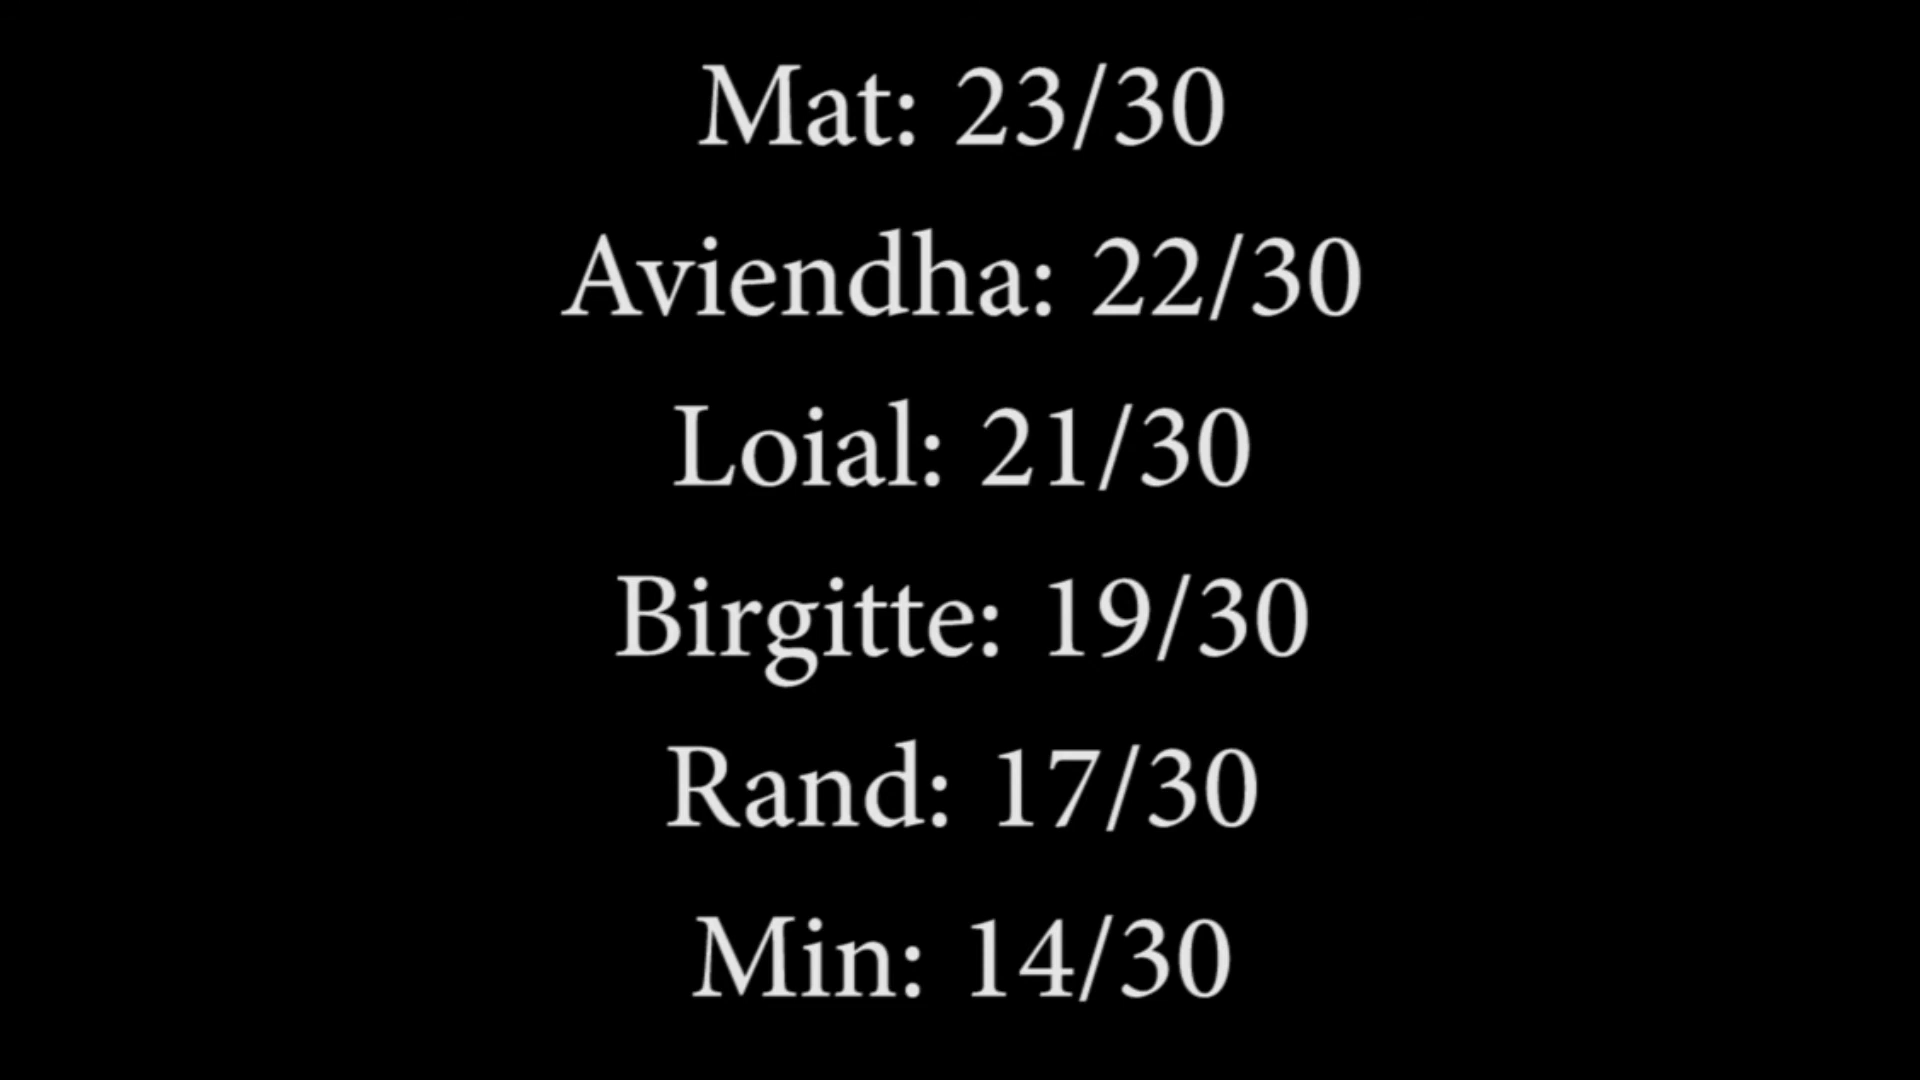 Mat: 23/30
Aviendha: 22/30
Loial: 21/30
Birgitte: 19/30
Rand: 17/30
Min: 14/30